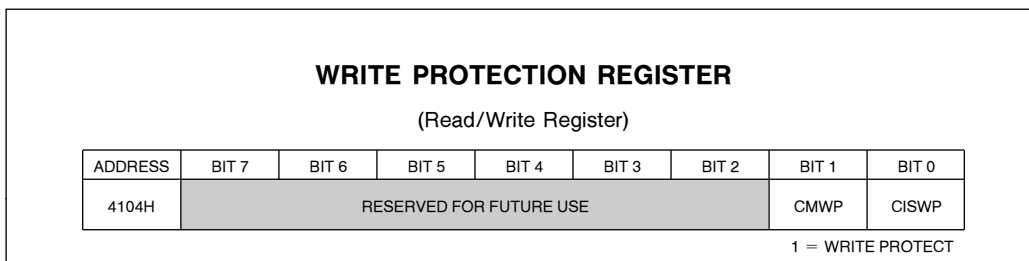 WRITE PROTECTION REGISTER
(Read/Write Register)
ADDRESS BIT 7 BIT 6 BIT 5 BIT 4 BIT 3 BIT 2 BIT 1 BIT 0
4104H RESERVED FOR FUTURE USE CMWP CISWP
1 = WRITE PROTECT